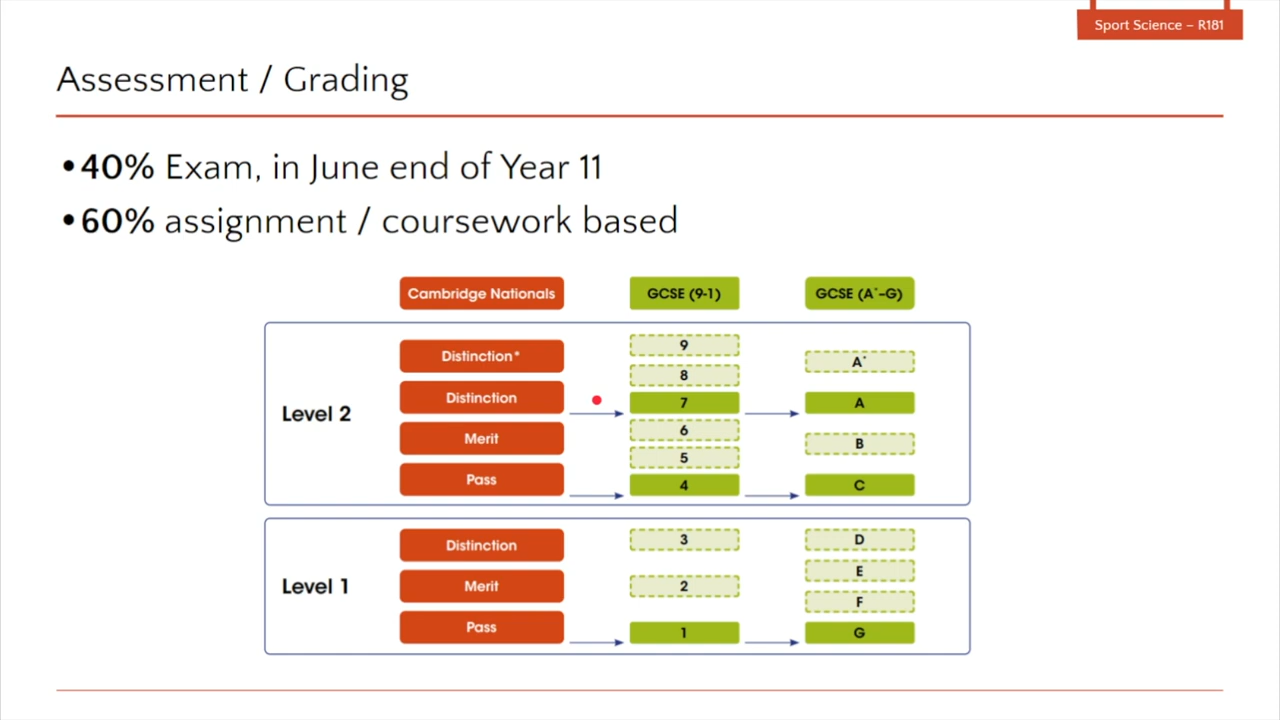 Sport Science – R181
Assessment / Grading
•40% Exam, in June end of Year 11
•60% assignment / coursework based
Cambridge Nationals GCSE (9-1) GCSE (A*-G)
Level 2
Distinction* 9 A*
8
Distinction 7 A
Merit 6 B
5
Pass 4 C
Level 1
Distinction 3 D
E
Merit 2 F
Pass 1 G